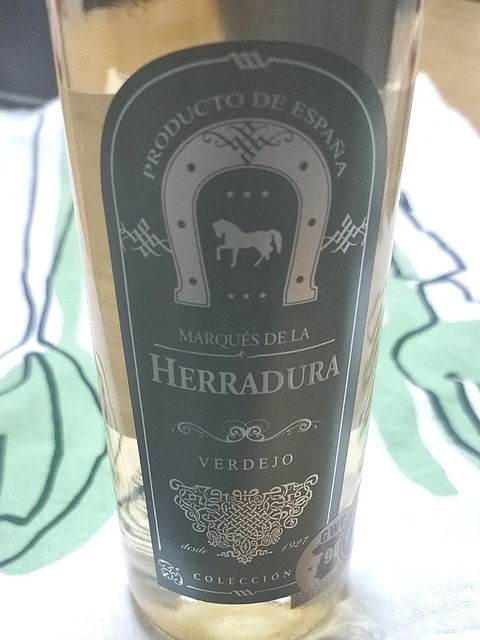 PRODUCTO DE ESPAÑA
MARQUÉS DE LA
HERRADURA
VERDEJO
desde 1927
COLECCIÓN